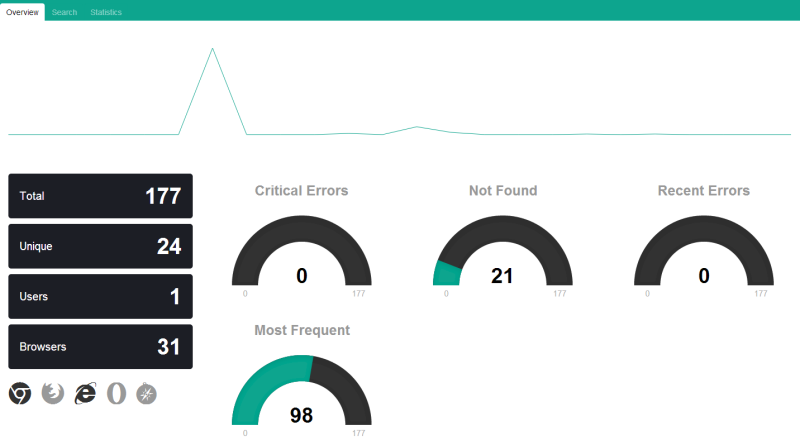 Overview Search Statistics
Total 177
Unique 24
Users 1
Browsers 31
Critical Errors
0
0 177
Not Found
21
0 177
Recent Errors
0
0 177
Most Frequent
98
0 177